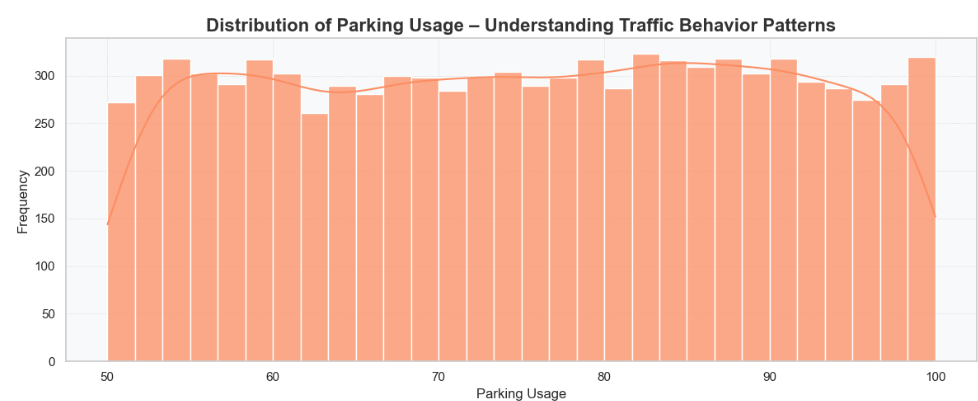 Distribution of Parking Usage – Understanding Traffic Behavior Patterns
300
250
200
150
100
50
0
Frequency
50 60 70 80 90 100
Parking Usage